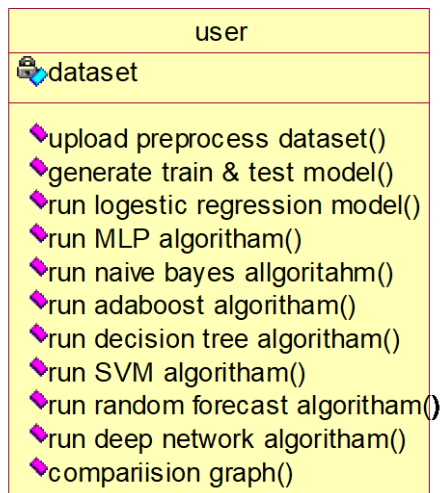 user
dataset
upload preprocess dataset()
generate train & test model()
run logestic regression model()
run MLP algoritham()
run naive bayes allgoritahm()
run adaboost algoritham()
run decision tree algoritham()
run SVM algoritham()
run random forecast algoritham()
run deep network algoritham()
compariision graph()